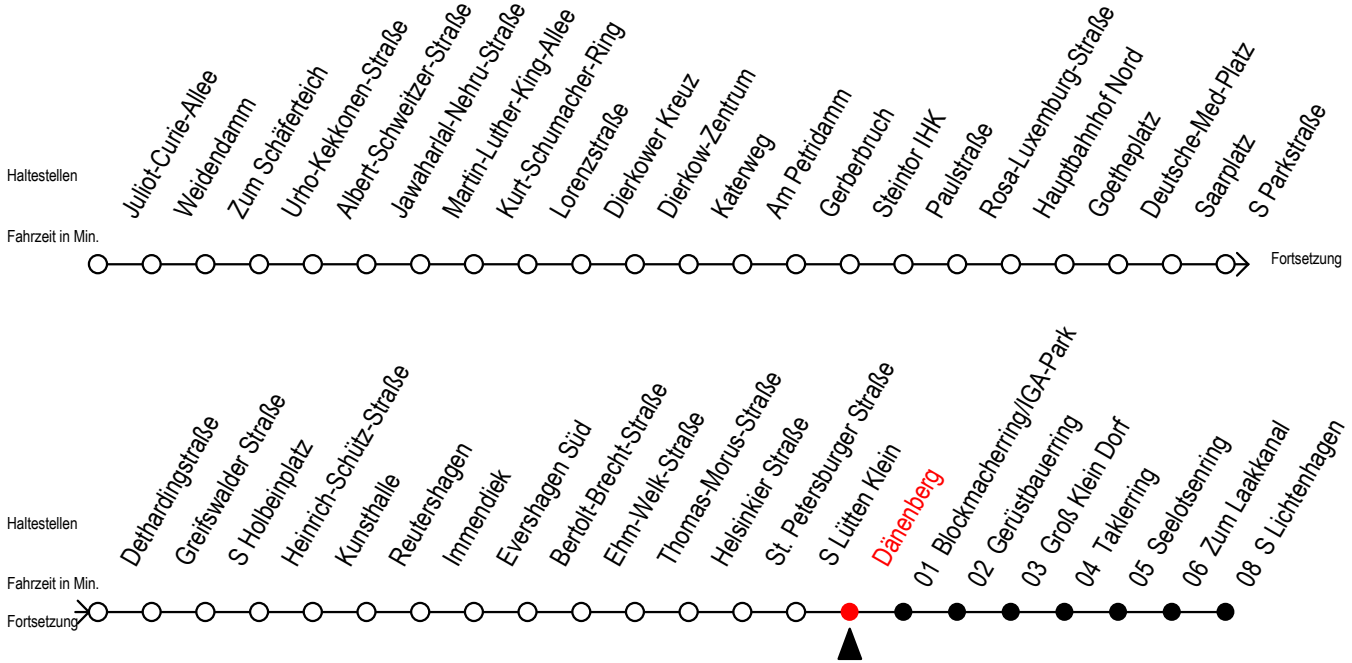 Haltestellen
Juliot-Curie-Allee
Weidendamm
Zum Schäferteich
Urho-Kekkonen-Straße
Albert-Schweitzer-Straße
Jawaharlal-Nehru-Straße
Martin-Luther-King-Allee
Kurt-Schumacher-Ring
Lorenzstraße
Dierkower Kreuz
Dierkow-Zentrum
Katerweg
Am Petridamm
Gerberbruch
Steintor IHK
Paulstraße
Rosa-Luxemburg-Straße
Hauptbahnhof Nord
Goetheplatz
Deutsche-Med-Platz
Saarplatz
S Parkstraße
Fahrzeit in Min.
Fortsetzung
Haltestellen
Dethardingstraße
Greifswalder Straße
S Holbeinplatz
Heinrich-Schütz-Straße
Kunsthalle
Reutershagen
Immendiek
Evershagen Süd
Bertolt-Brecht-Straße
Ehm-Welk-Straße
Thomas-Morus-Straße
Helsinkier Straße
St. Petersburger Straße
S Lütten Klein
Dänenberg
01 Blockmacherring/IGA-Park
02 Gerüstbauerring
03 Groß Klein Dorf
04 Taklerring
05 Seelotsenring
06 Zum Laakkanal
08 S Lichtenhagen
Fahrzeit in Min.
Fortsetzung